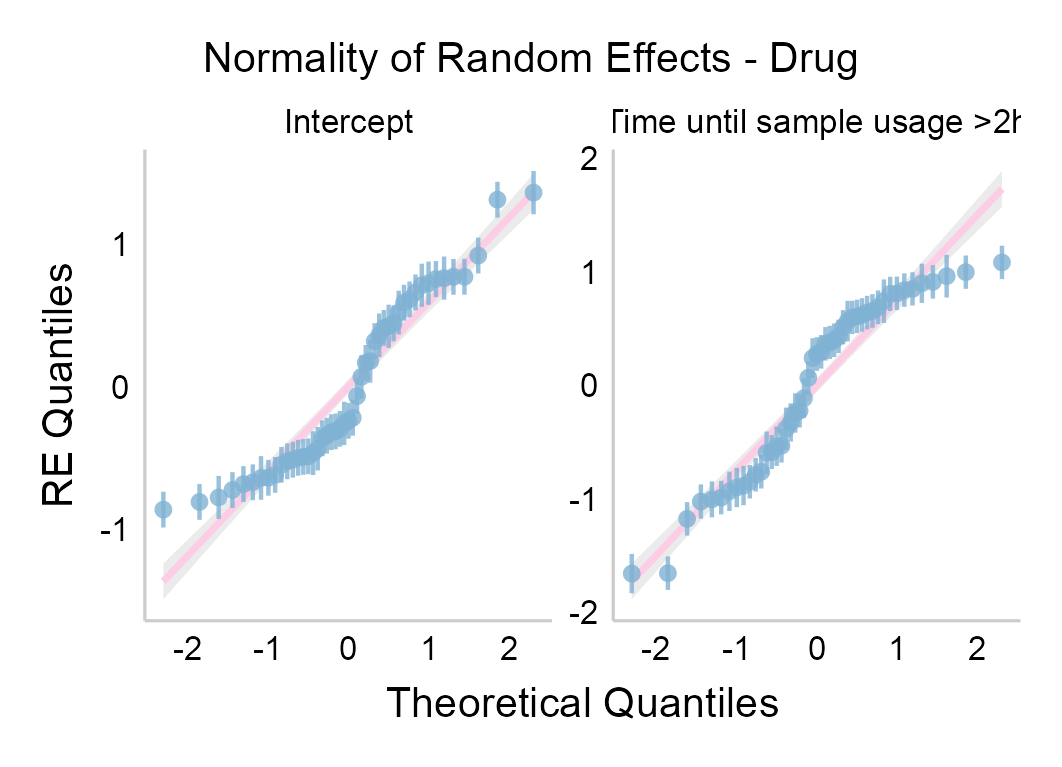 Normality of Random Effects - Drug
Intercept
Time until sample usage >2h
RE Quantiles
1
0
-1
2
1
0
-1
-2
-2 -1 0 1 2
-2 -1 0 1 2
Theoretical Quantiles